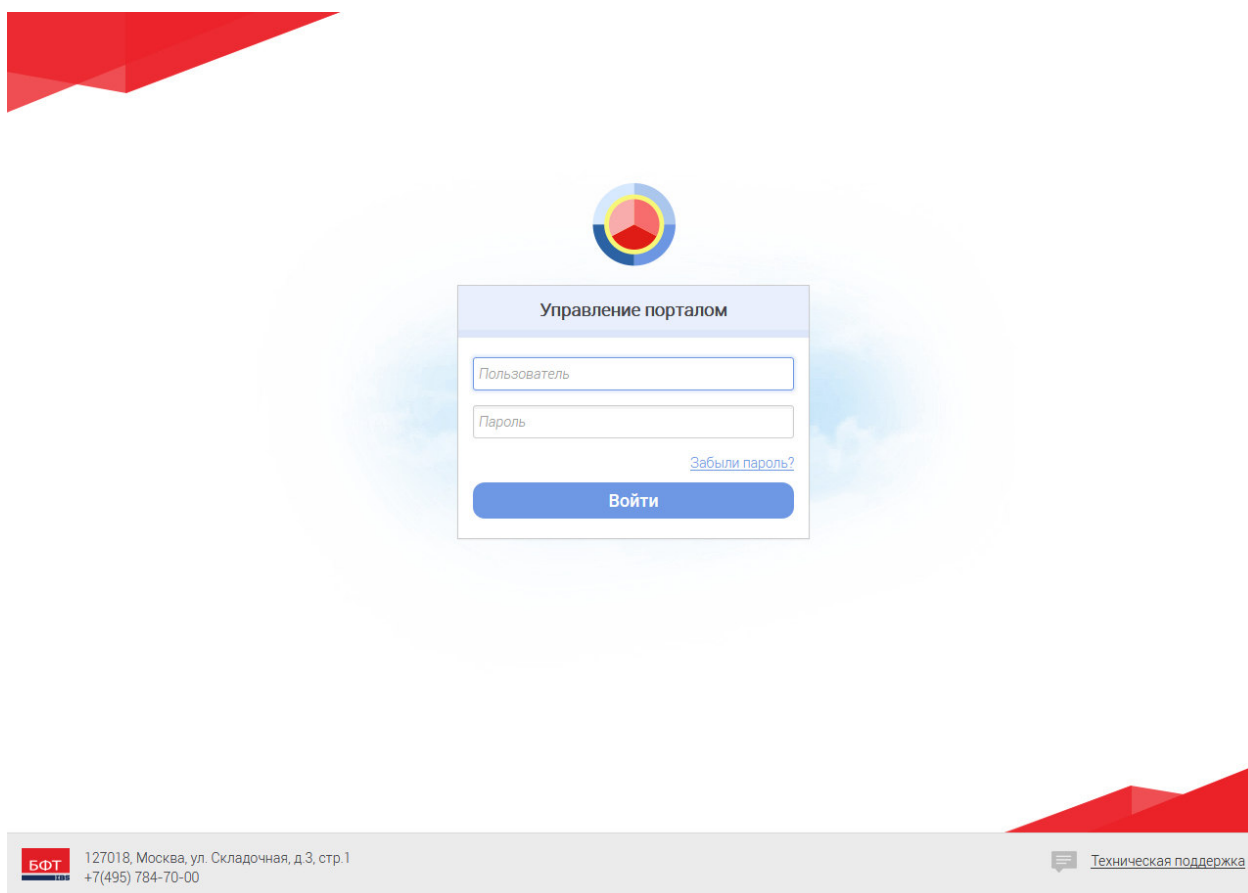 Управление порталом
Пользователь
Пароль
Забыли пароль?
Войти
БФТ
127018, Москва, ул. Складочная, д.3, стр.1
+7(495) 784-70-00
Техническая поддержка